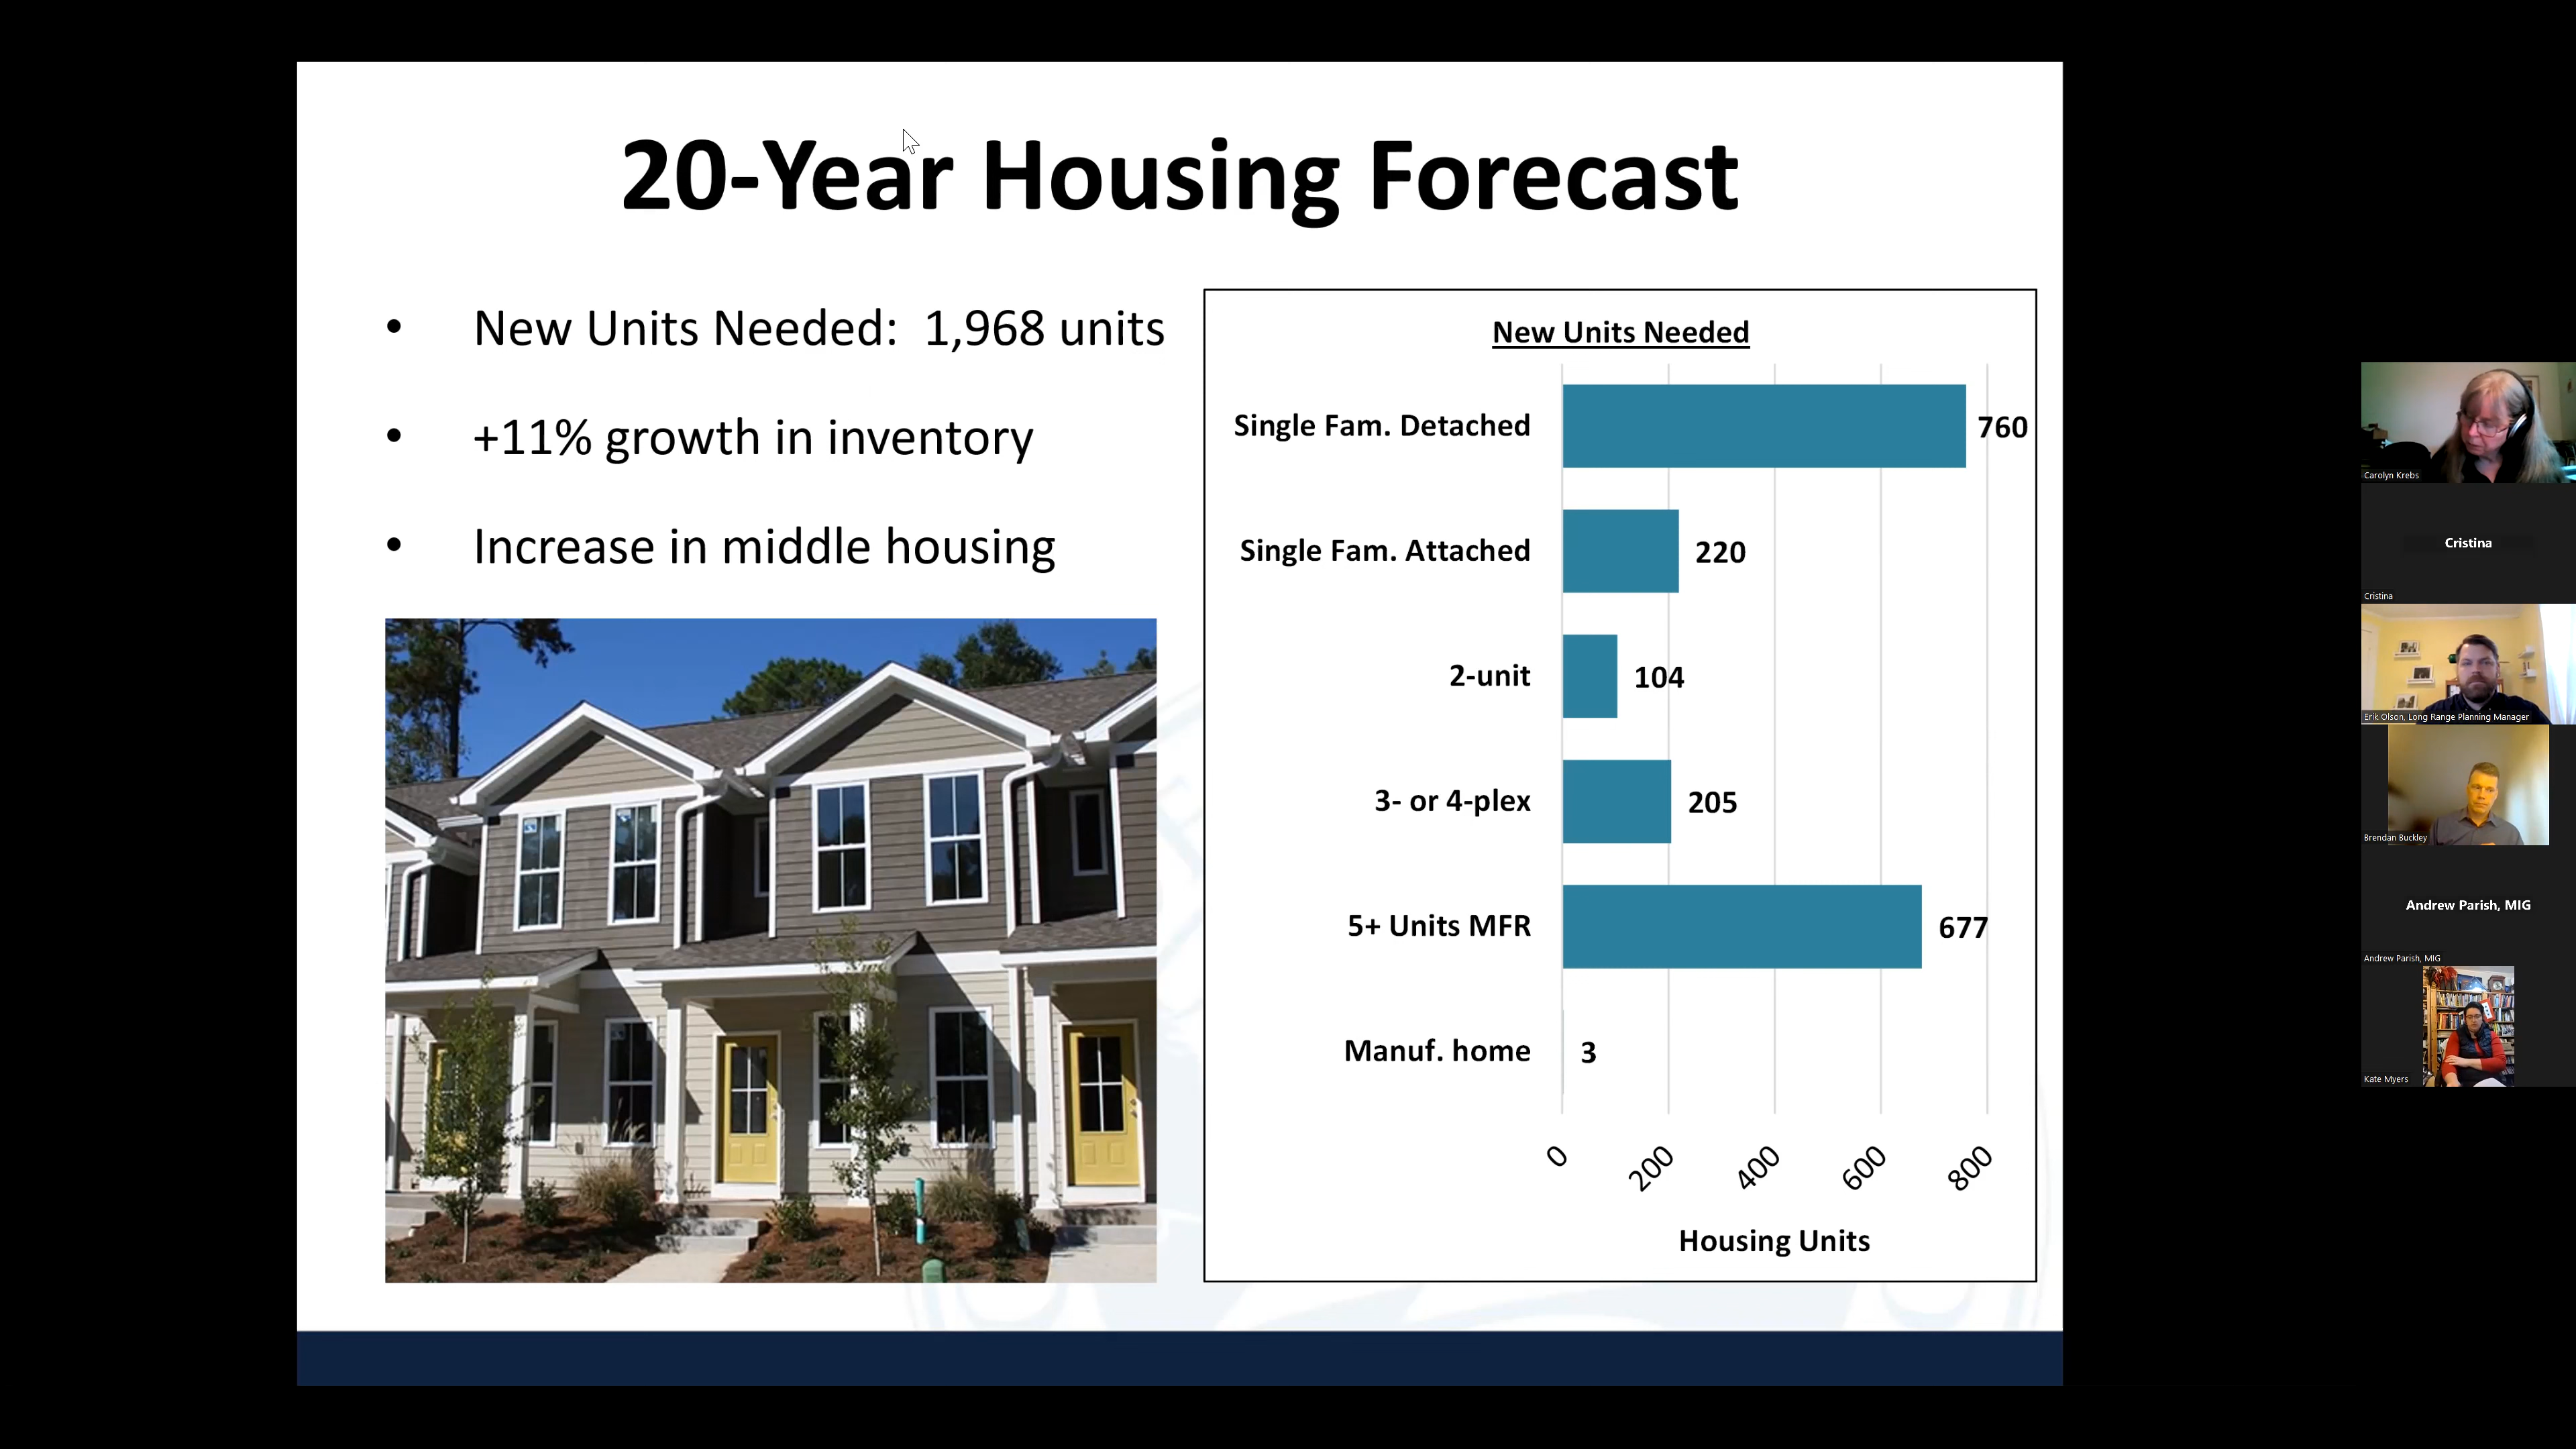 20-Year Housing Forecast
• New Units Needed: 1,968 units
• +11% growth in inventory
• Increase in middle housing
New Units Needed
Single Fam. Detached 760
Single Fam. Attached 220
2-unit 104
3- or 4-plex 205
5+ Units MFR 677
Manuf. home 3
0 200 400 600 800
Housing Units
Carolyn Krebs
Cristina
Cristina
Erik Olson, Long Range Planning Manager
Brendan Buckley
Andrew Parish, MIG
Andrew Parish, MIG
Kate Myers